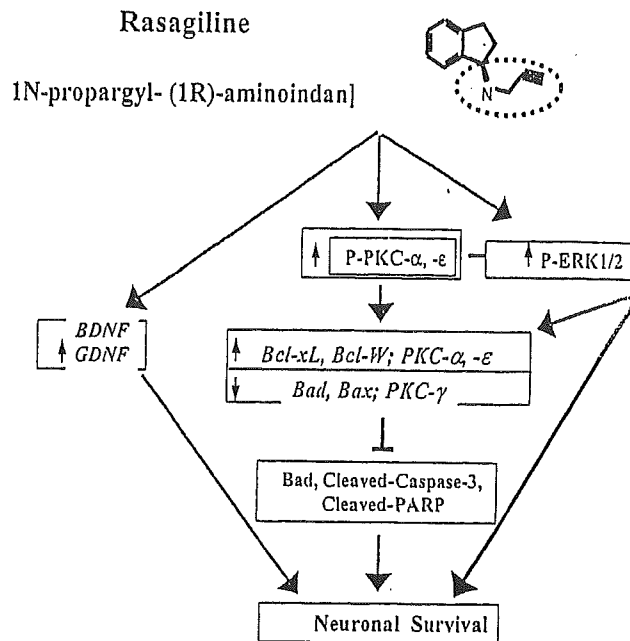 Rasagiline
1N-propargyl- (1R)-aminoindan]
N
P-PKC-α, -ε
P-ERK1/2
BDNF
GDNF
Bcl-xL, Bcl-W; PKC-α, -ε
Bad, Bax; PKC-γ
Bad, Cleaved-Caspase-3,
Cleaved-PARP
Neuronal Survival